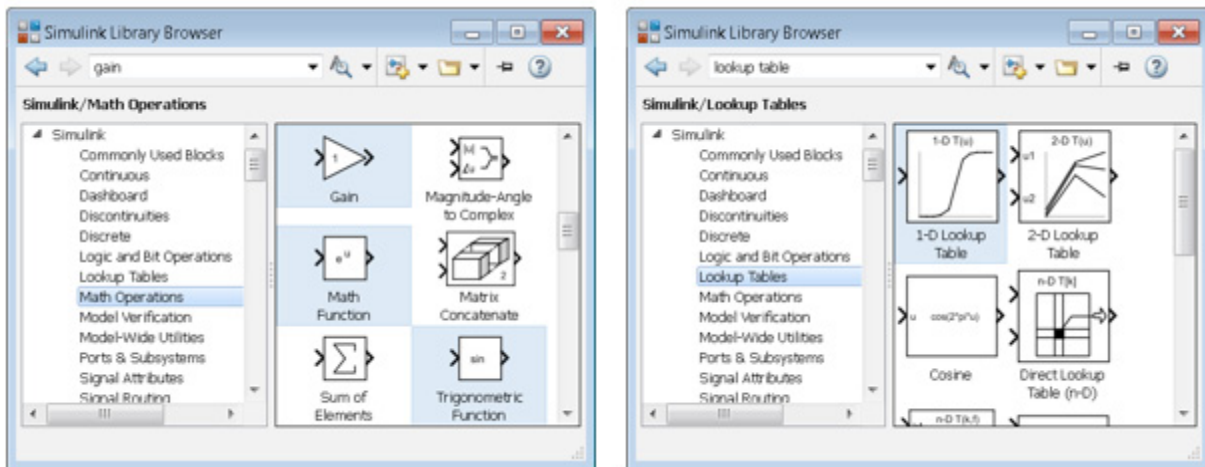 Simulink Library Browser
gain
Simulink/Math Operations
Simulink
Commonly Used Blocks
Continuous
Dashboard
Discontinuities
Discrete
Logic and Bit Operations
Lookup Tables
Math Operations
Model Verification
Model-Wide Utilities
Ports & Subsystems
Signal Attributes
Signal Routing
1
Gain
|u|
∠u
Magnitude-Angle
to Complex
e^u
Math
Function
2
Matrix
Concatenate
Σ
Sum of
Elements
sin
Trigonometric
Function
Simulink Library Browser
lookup table
Simulink/Lookup Tables
Simulink
Commonly Used Blocks
Continuous
Dashboard
Discontinuities
Discrete
Logic and Bit Operations
Lookup Tables
Math Operations
Model Verification
Model-Wide Utilities
Ports & Subsystems
Signal Attributes
Signal Routing
1-D T(u)
1-D Lookup
Table
2-D T(u)
u1
u2
2-D Lookup
Table
u cos(2*pi*u)
Cosine
n-D T[k]
Direct Lookup
Table (n-D)
u n-D T(k,f)